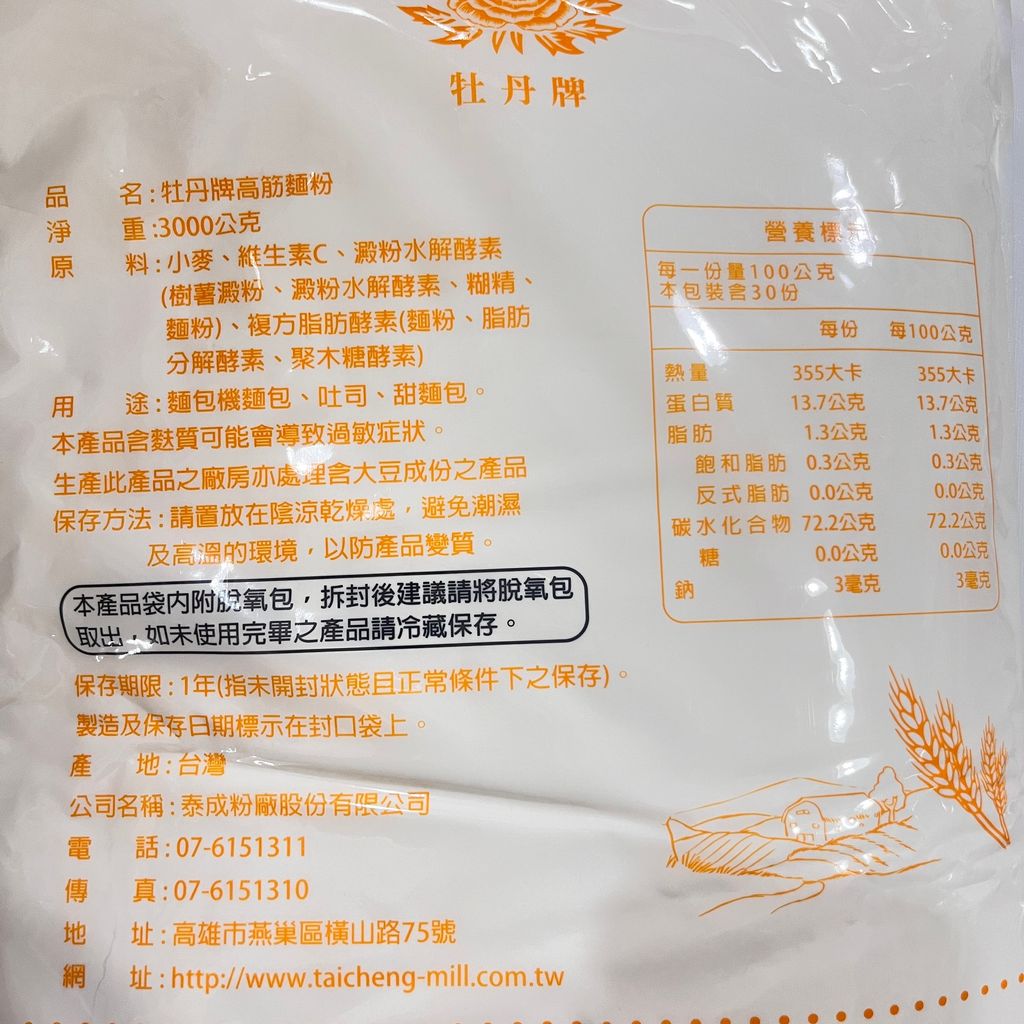 牡丹牌
品 名:牡丹牌高筋麵粉
淨 重:3000公克
原 料:小麥、維生素C、澱粉水解酵素
(樹薯澱粉、澱粉水解酵素、糊精、
麵粉)、複方脂肪酵素(麵粉、脂肪
分解酵素、聚木糖酵素)
用 途:麵包機麵包、吐司、甜麵包。
本產品含麩質可能會導致過敏症狀。
生產此產品之廠房亦處理含大豆成份之產品
保存方法:請置放在陰涼乾燥處，避免潮濕
及高溫的環境，以防產品變質。
本產品袋內附脫氧包，拆封後建議請將脫氧包
取出，如未使用完畢之產品請冷藏保存。
保存期限:1年(指未開封狀態且正常條件下之保存)。
製造及保存日期標示在封口袋上。
產 地:台灣
公司名稱:泰成粉廠股份有限公司
電 話:07-6151311
傳 真:07-6151310
地 址:高雄市燕巢區橫山路75號
網 址:http://www.taicheng-mill.com.tw
營養標示
每一份量100公克
本包裝含30份
每份 每100公克
熱量 355大卡 355大卡
蛋白質 13.7公克 13.7公克
脂肪 1.3公克 1.3公克
飽和脂肪 0.3公克 0.3公克
反式脂肪 0.0公克 0.0公克
碳水化合物 72.2公克 72.2公克
糖 0.0公克 0.0公克
鈉 3毫克 3毫克